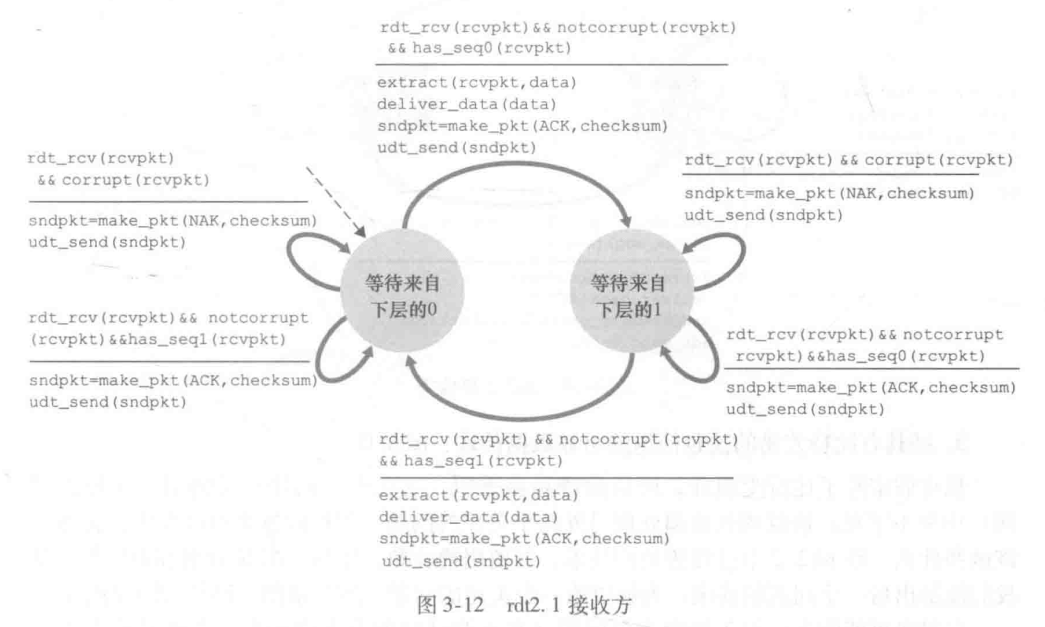 rdt_rcv(rcvpkt)&& notcorrupt(rcvpkt)
&& has_seq0(rcvpkt)
extract(rcvpkt,data)
deliver_data(data)
sndpkt=make_pkt(ACK,checksum)
udt_send(sndpkt)
rdt_rcv(rcvpkt)
&& corrupt(rcvpkt)
sndpkt=make_pkt(NAK,checksum)
udt_send(sndpkt)
rdt_rcv(rcvpkt) && corrupt(rcvpkt)
sndpkt=make_pkt(NAK,checksum)
udt_send(sndpkt)
等待来自
下层的0
等待来自
下层的1
rdt_rcv(rcvpkt)&& notcorrupt
(rcvpkt)&&has_seq1(rcvpkt)
sndpkt=make_pkt(ACK,checksum)
udt_send(sndpkt)
rdt_rcv(rcvpkt)&& notcorrupt
rcvpkt)&&has_seq0(rcvpkt)
sndpkt=make_pkt(ACK,checksum)
udt_send(sndpkt)
rdt_rcv(rcvpkt) && notcorrupt(rcvpkt)
&& has_seq1(rcvpkt)
extract(rcvpkt,data)
deliver_data(data)
sndpkt=make_pkt(ACK,checksum)
udt_send(sndpkt)
图 3-12 rdt2.1 接收方